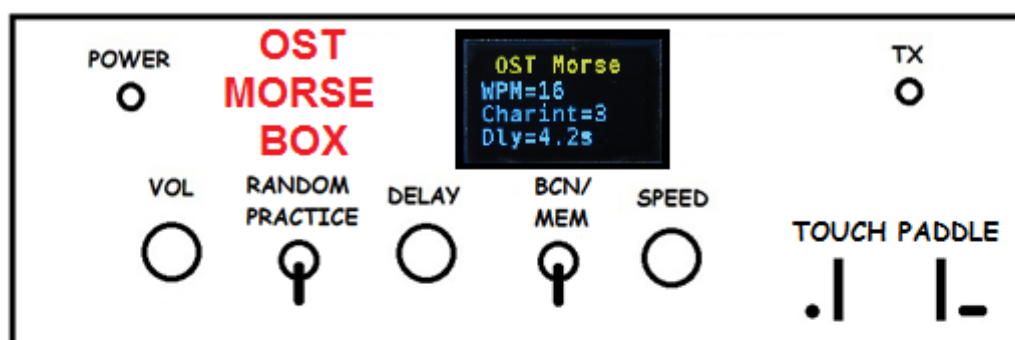 POWER
OST
MORSE
BOX
OST Morse
WPM=16
Charint=3
Dly=4.2s
TX
VOL
RANDOM
PRACTICE
DELAY
BCN/
MEM
SPEED
TOUCH PADDLE
.| |-